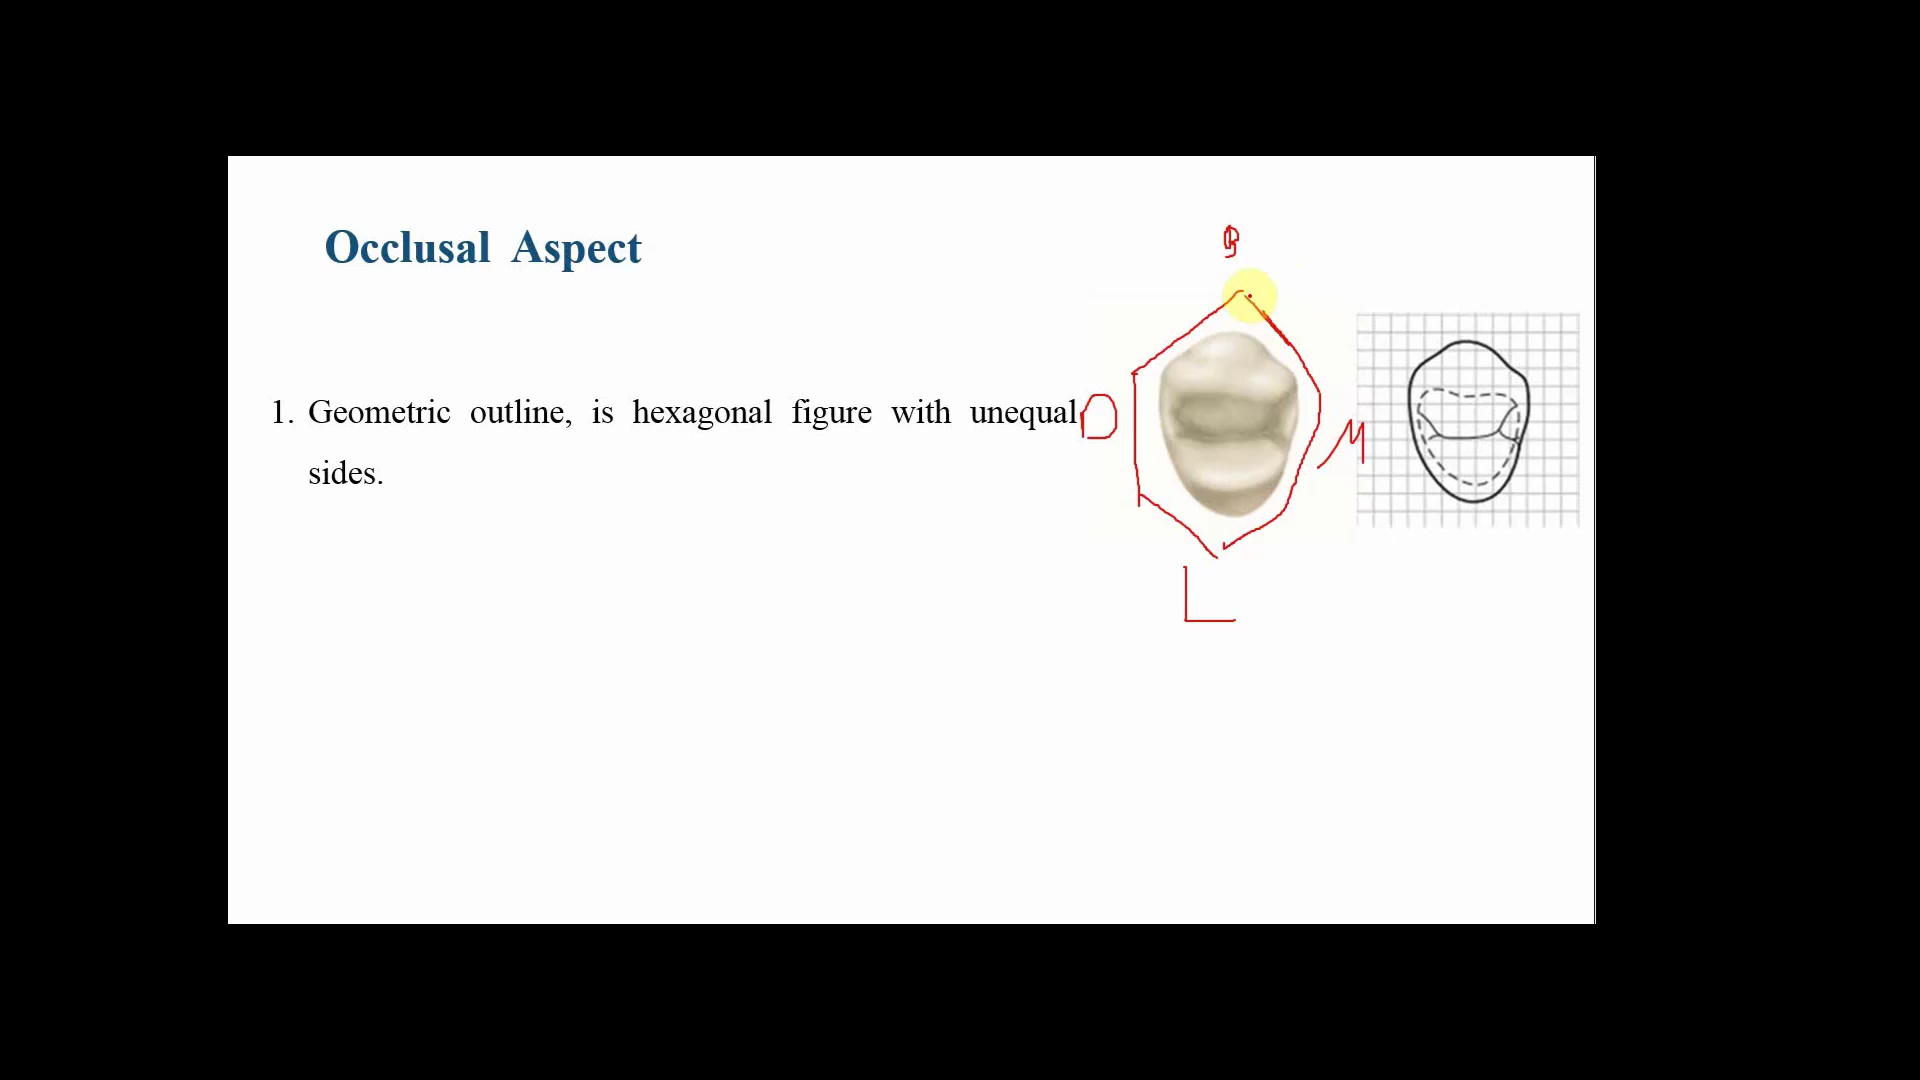 Occlusal Aspect
B
1. Geometric outline, is hexagonal figure with unequal
sides.
D
M
L